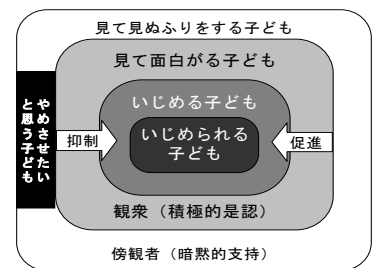 見て見ぬふりをする子ども
見て面白がる子ども
いじめる子ども
いじめられる
子ども
やめさせたい
と思う子ども
抑制
促進
観衆（積極的是認）
傍観者（暗黙的支持）